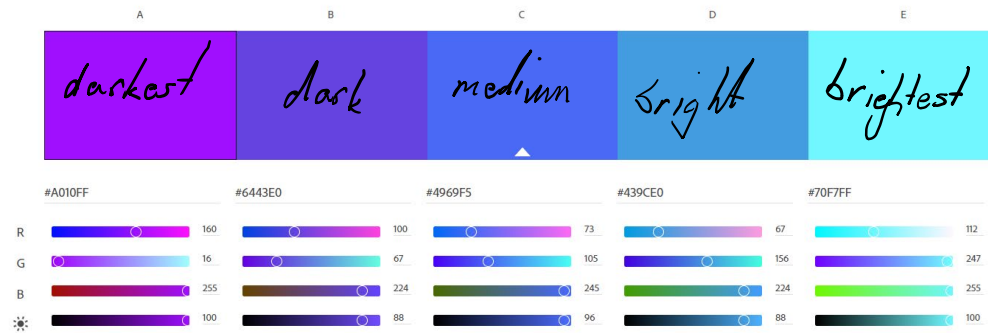 A B C D E
darkest dark medium bright brightest
#A010FF #6443E0 #4969F5 #439CE0 #70F7FF
R 160 100 73 67 112
G 16 67 105 156 247
B 255 224 245 224 255
100 88 96 88 100